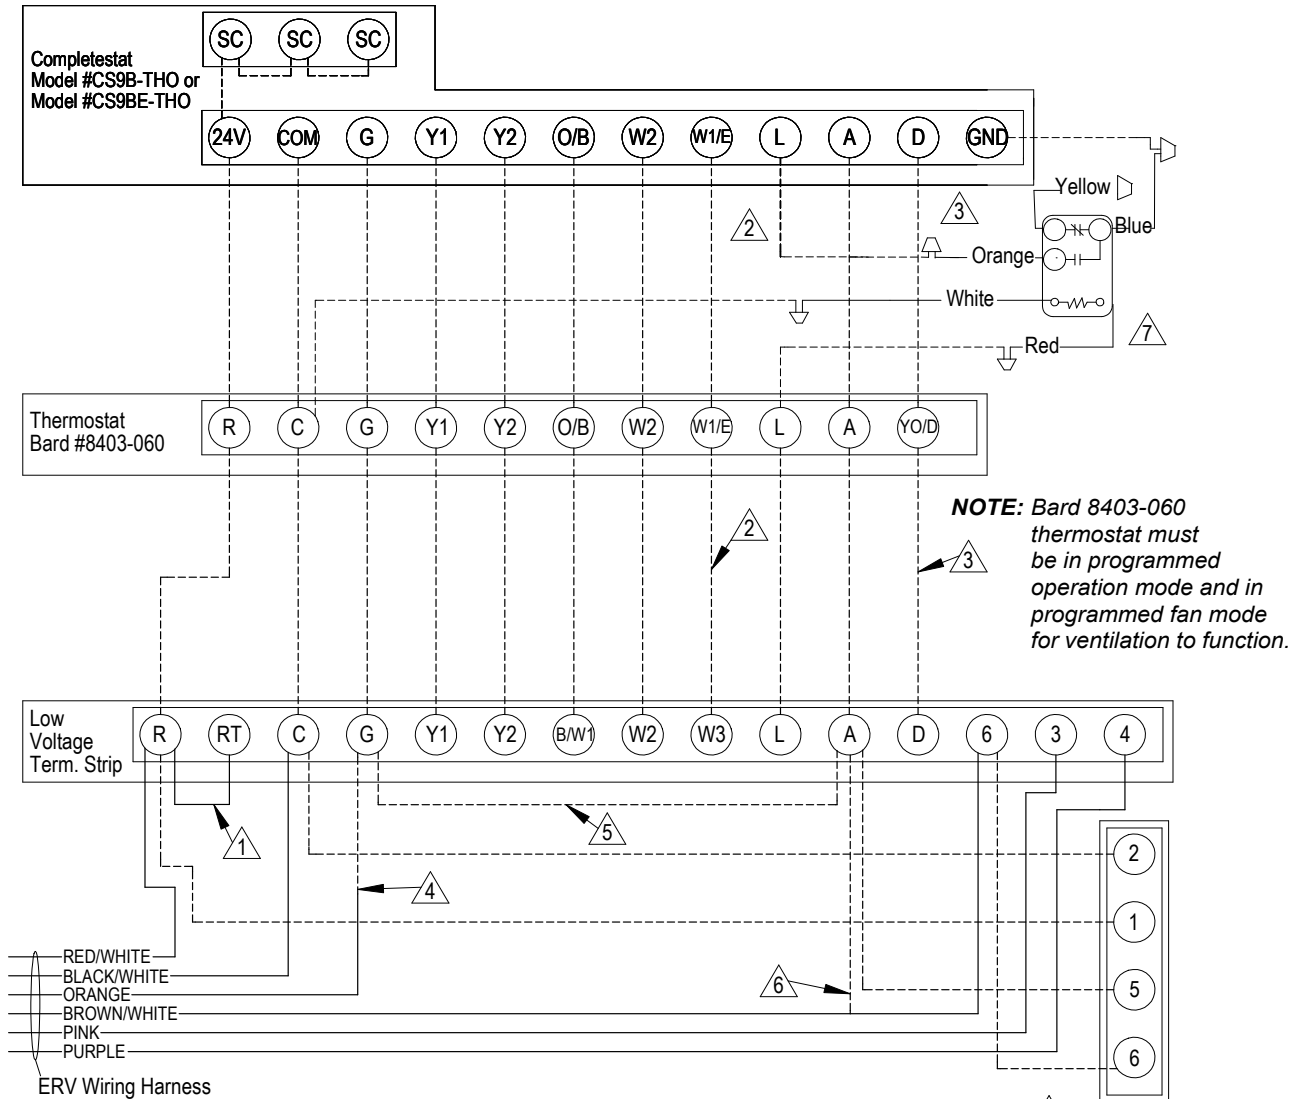 SC SC SC
Completestat
Model #CS9B-THO or
Model #CS9BE-THO
24V COM G Y1 Y2 O/B W2 W1/E L A D GND
Yellow
2
3
Blue
Orange
White
7
Red
Thermostat
Bard #8403-060
R C G Y1 Y2 O/B W2 W1/E L A YO/D
NOTE: Bard 8403-060
thermostat must
be in programmed
operation mode and in
programmed fan mode
for ventilation to function.
2
3
Low
Voltage
Term. Strip
R RT C G Y1 Y2 B/W1 W2 W3 L A D 6 3 4
1
5
2
4
1
RED/WHITE
BLACK/WHITE
ORANGE
BROWN/WHITE
PINK
PURPLE
6
5
6
ERV Wiring Harness